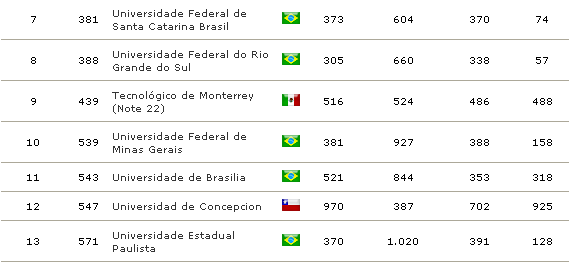 7 381 Universidade Federal de Santa Catarina Brasil 373 604 370 74
8 388 Universidade Federal do Rio Grande do Sul 305 660 338 57
9 439 Tecnológico de Monterrey (Note 22) 516 524 486 488
10 539 Universidade Federal de Minas Gerais 381 927 388 158
11 543 Universidade de Brasilia 521 844 353 318
12 547 Universidad de Concepcion 970 387 702 925
13 571 Universidade Estadual Paulista 370 1.020 391 128